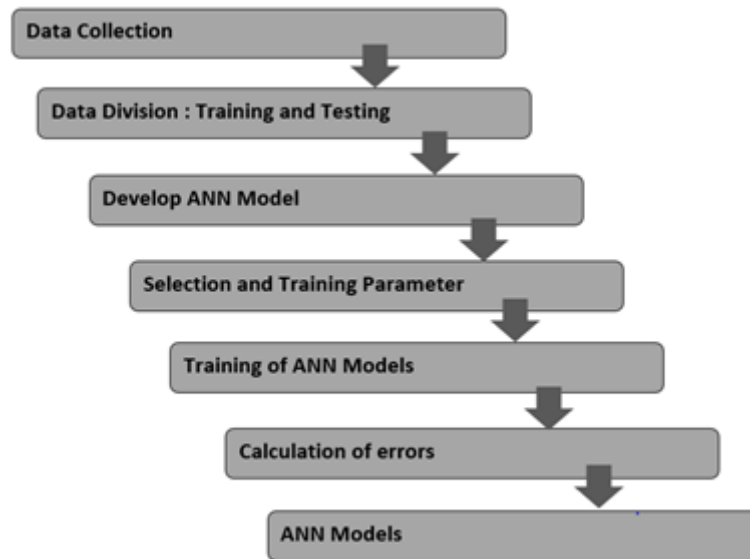 Data Collection
Data Division : Training and Testing
Develop ANN Model
Selection and Training Parameter
Training of ANN Models
Calculation of errors
ANN Models